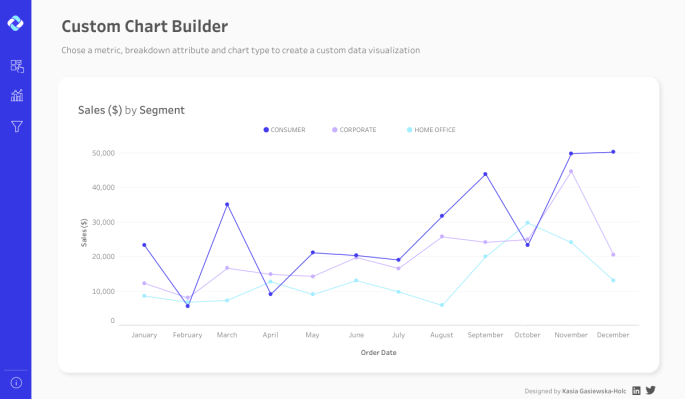 Custom Chart Builder
Chose a metric, breakdown attribute and chart type to create a custom data visualization
Sales ($) by Segment
CONSUMER CORPORATE HOME OFFICE
50,000
40,000
30,000
20,000
10,000
0
Sales ($)
January February March April May June July August September October November December
Order Date
Designed by Kasia Gasiewska-Holc